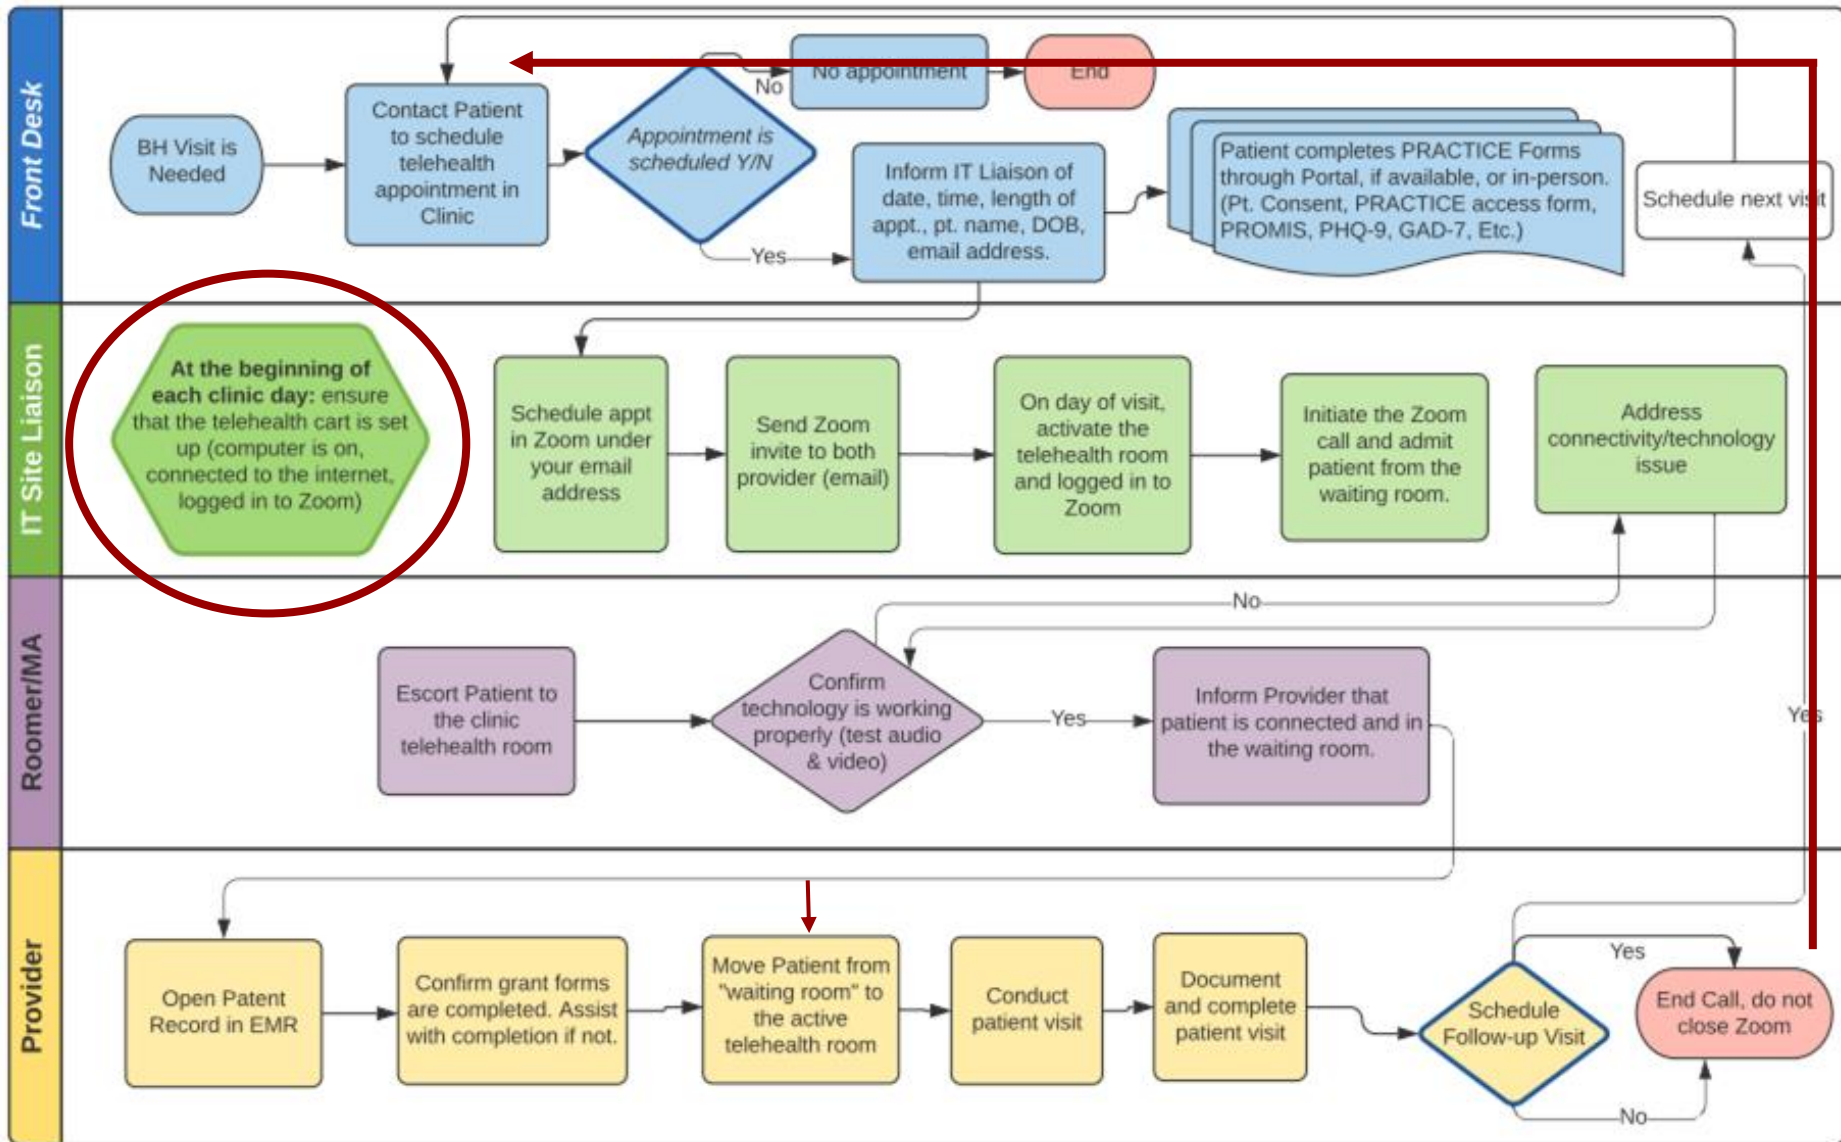 Front Desk
BH Visit is
Needed
Contact Patient
to schedule
telehealth
appointment in
Clinic
Appointment is
scheduled Y/N
No
No appointment
End
Yes
Inform IT Liaison of
date, time, length of
appt., pt. name, DOB,
email address.
Patient completes PRACTICE Forms
through Portal, if available, or in-person.
(Pt. Consent, PRACTICE access form,
PROMIS, PHQ-9, GAD-7, Etc.)
Schedule next visit
IT Site Liaison
At the beginning of
each clinic day: ensure
that the telehealth cart is set
up (computer is on,
connected to the internet,
logged in to Zoom)
Schedule appt
in Zoom under
your email
address
Send Zoom
invite to both
provider (email)
On day of visit,
activate the
telehealth room
and logged in to
Zoom
Initiate the Zoom
call and admit
patient from the
waiting room.
Address
connectivity/technology
issue
Roomer/MA
Escort Patient to
the clinic
telehealth room
Confirm
technology is working
properly (test audio
& video)
No
Yes
Inform Provider that
patient is connected and in
the waiting room.
Yes
Provider
Open Patent
Record in EMR
Confirm grant forms
are completed. Assist
with completion if not.
Move Patient from
"waiting room" to
the active
telehealth room
Conduct
patient visit
Document
and complete
patient visit
Schedule
Follow-up Visit
Yes
End Call, do not
close Zoom
No